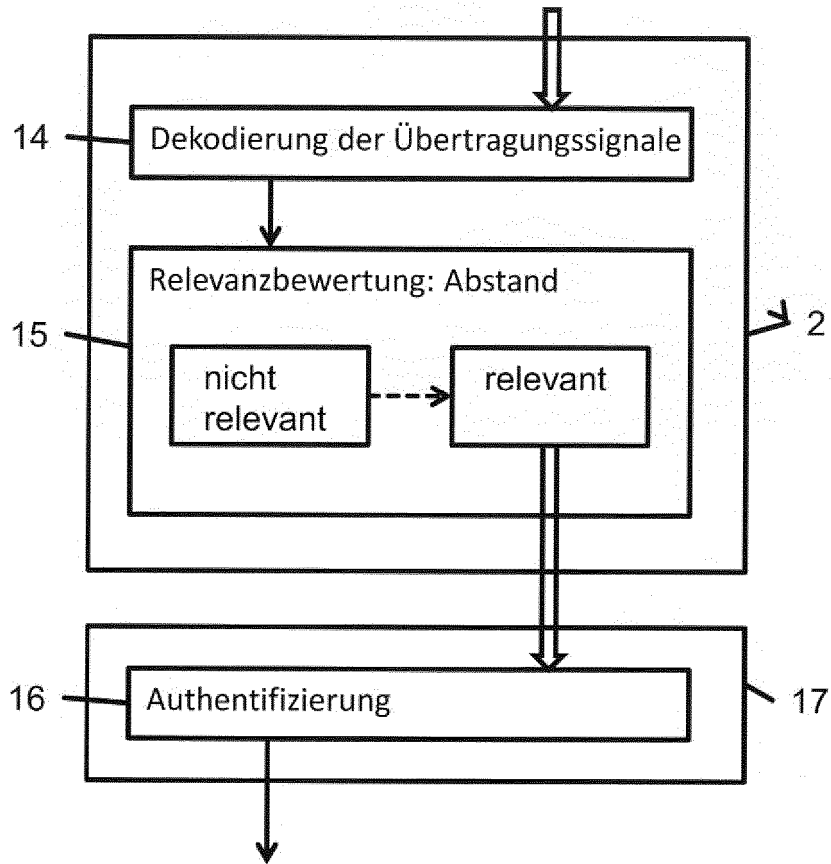 14
Dekodierung der Übertragungssignale
Relevanzbewertung: Abstand
15
2
nicht
relevant
relevant
16
Authentifizierung
17